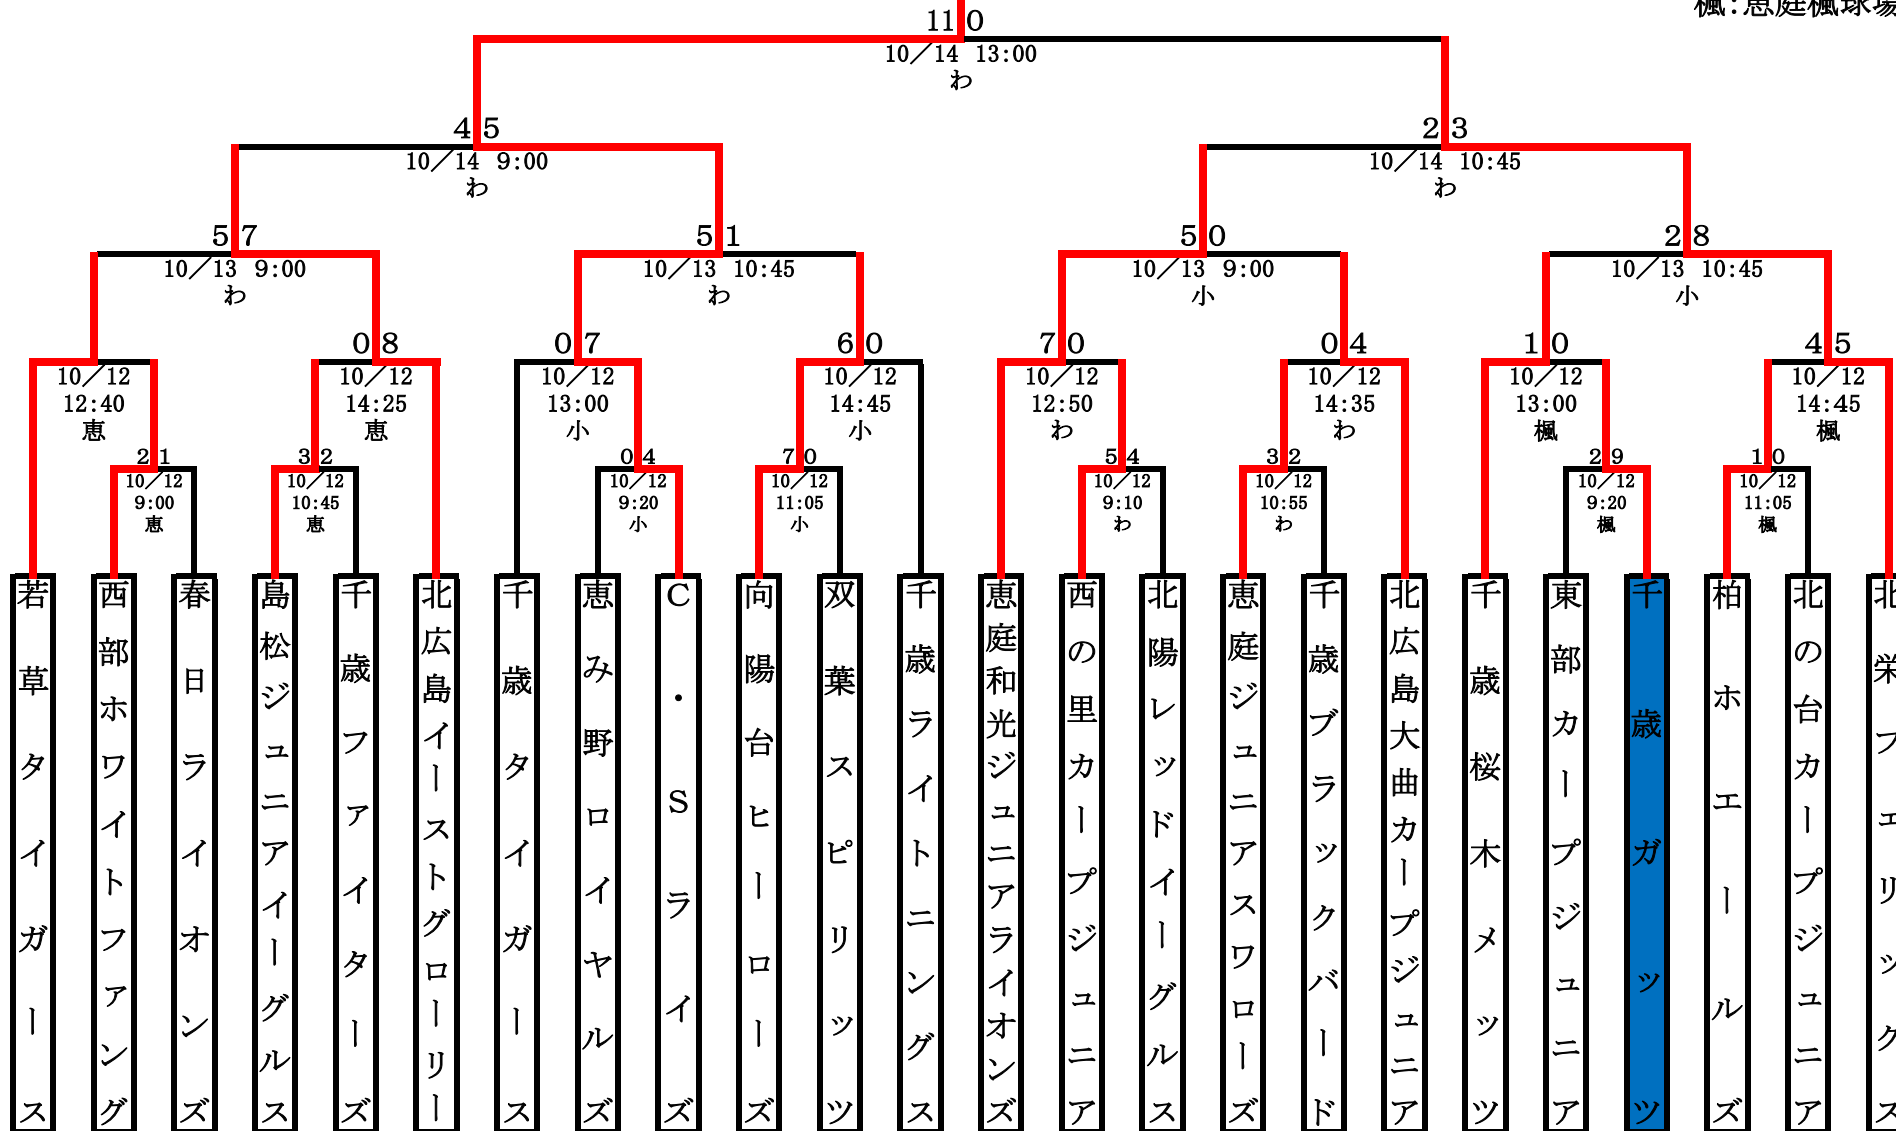 楓:恵庭楓球場
11 0
10／14 13:00
わ
4 5
10／14 9:00
わ
2 3
10／14 10:45
わ
5 7
10／13 9:00
わ
5 1
10／13 10:45
わ
5 0
10／13 9:00
小
2 8
10／13 10:45
小
10／12
12:40
恵
0 8
10／12
14:25
恵
0 7
10／12
13:00
小
6 0
10／12
14:45
小
7 0
10／12
12:50
わ
0 4
10／12
14:35
わ
1 0
10／12
13:00
楓
4 5
10／12
14:45
楓
2 1
10／12
9:00
恵
3 2
10／12
10:45
恵
0 4
10／12
9:20
小
7 0
10／12
11:05
小
5 4
10／12
9:10
わ
3 2
10／12
10:55
わ
2 9
10／12
9:20
楓
1 0
10／12
11:05
楓
若草タイガース
西部ホワイトファング
春日ライオンズ
島松ジュニアイーグルス
千歳ファイターズ
北広島イーストグローリー
千歳タイガース
恵み野ロイヤルズ
C・Sライズ
向陽台ヒーローズ
双葉スピリッツ
千歳ライトニングス
恵庭和光ジュニアライオンズ
西の里カープジュニア
北陽レッドイーグルス
恵庭ジュニアスワローズ
千歳ブラックバード
北広島大曲カープジュニア
千歳桜木メッツ
東部カープジュニア
千歳ガッツ
柏ホエールズ
北の台カープジュニア
北栄フェリックス